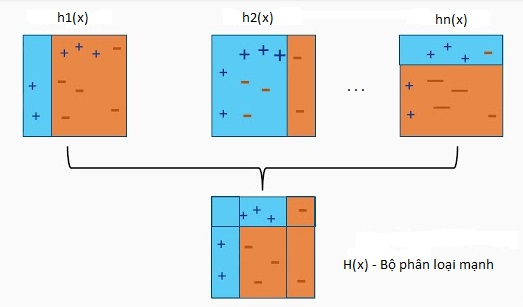 h1(x)
h2(x)
hn(x)
...
H(x) - Bộ phân loại mạnh